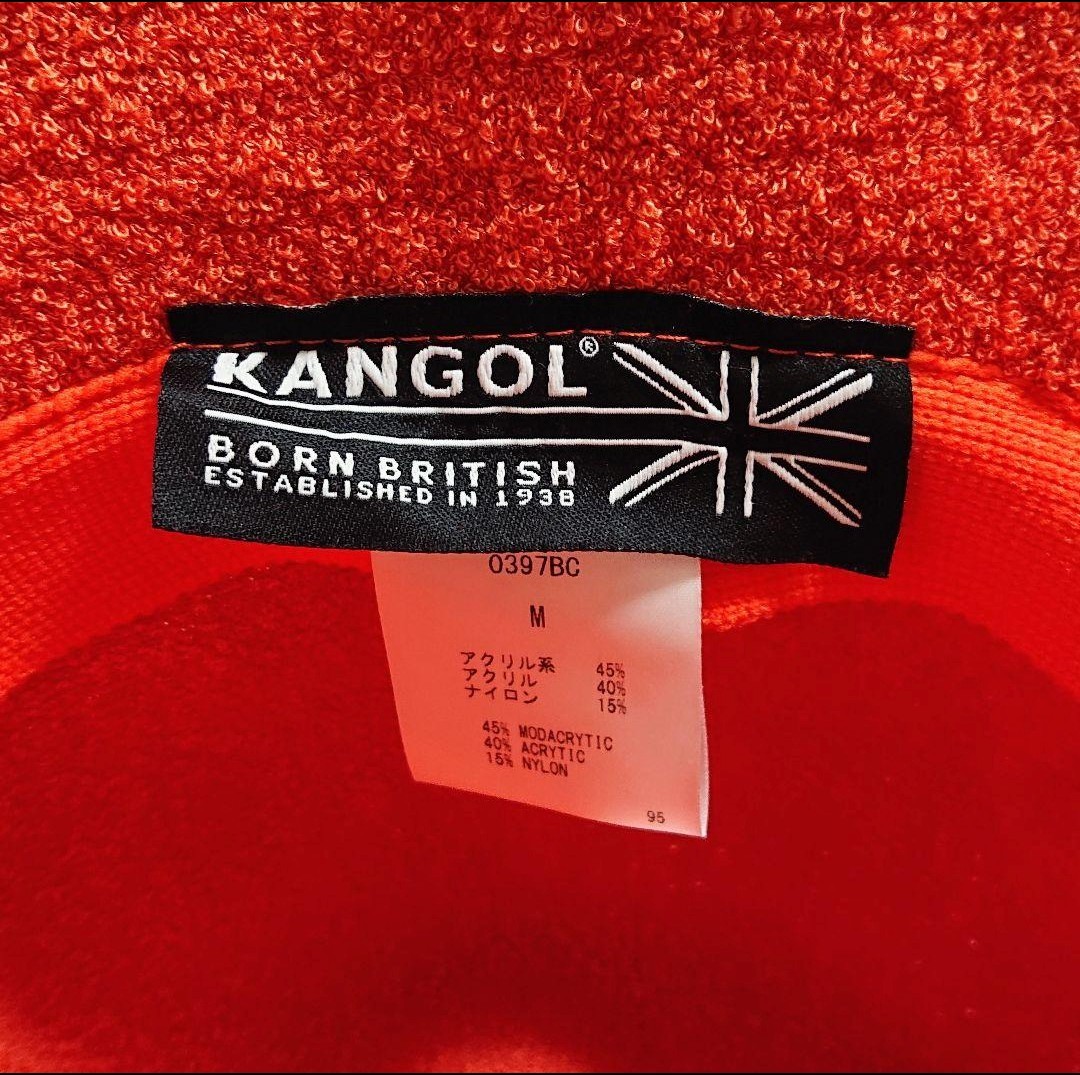 KANGOL®
BORN BRITISH
ESTABLISHED IN 1938
0397BC
M
アクリル系 45%
アクリル 40%
ナイロン 15%
45% MODACRYTIC
40% ACRYTIC
15% NYLON
95